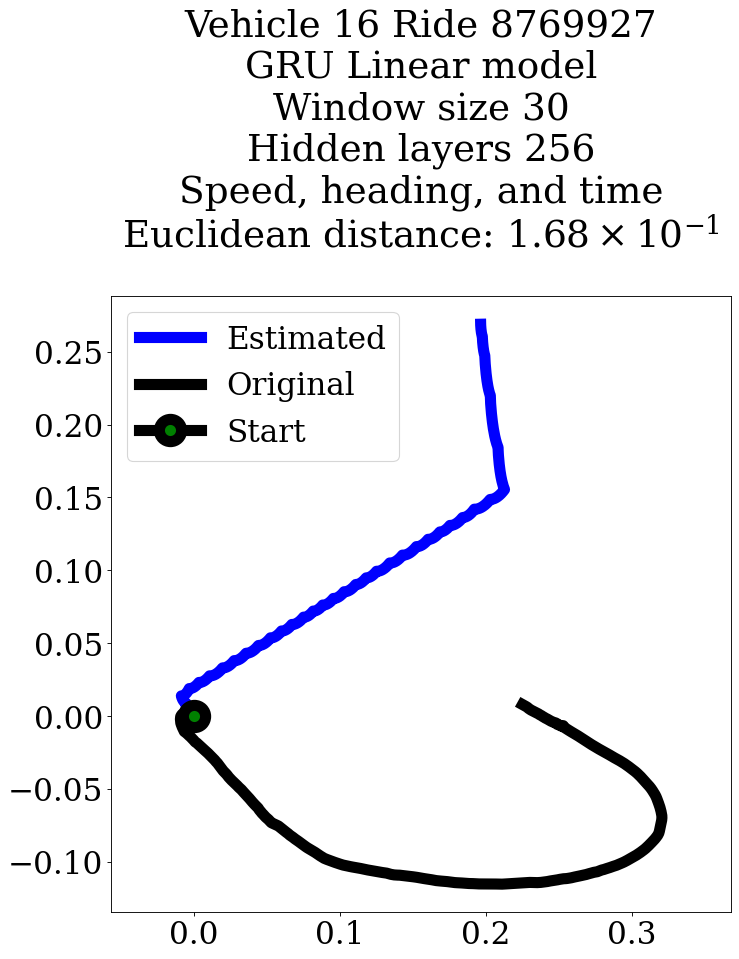 Vehicle 16 Ride 8769927
GRU Linear model
Window size 30
Hidden layers 256
Speed, heading, and time
Euclidean distance: 1.68 × 10⁻¹
Estimated
Original
Start
0.25
0.20
0.15
0.10
0.05
0.00
−0.05
−0.10
0.0 0.1 0.2 0.3